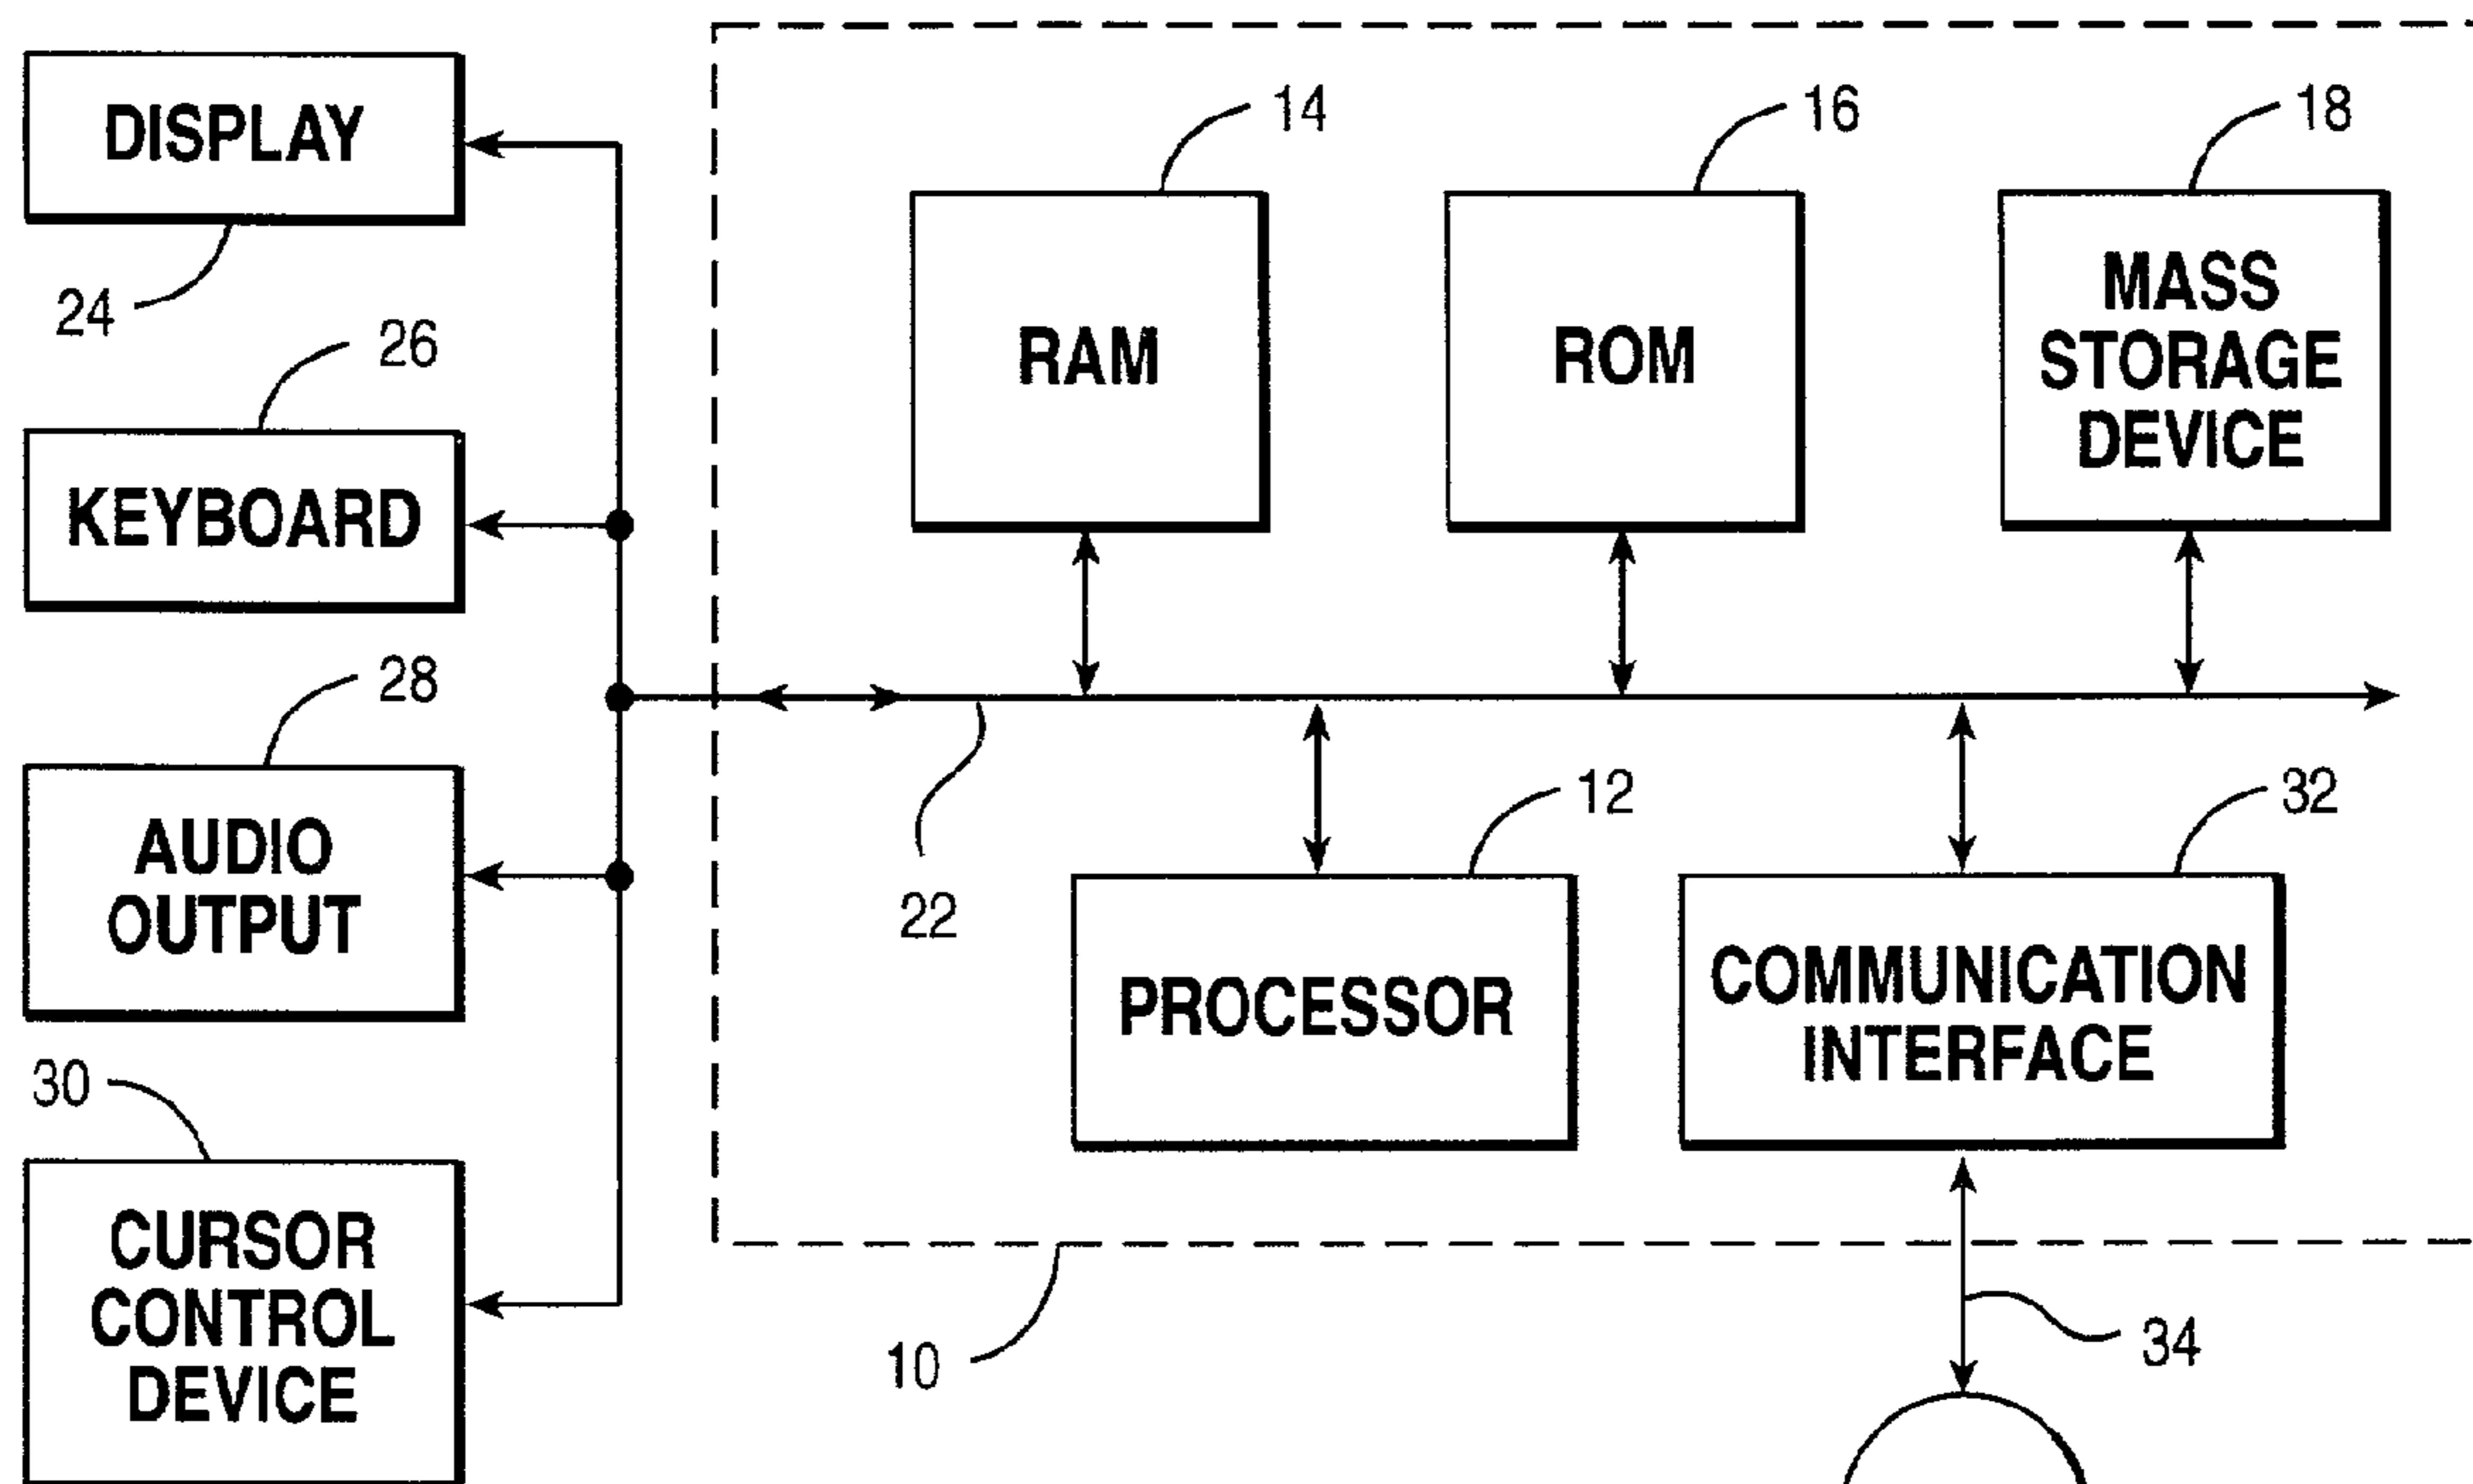 DISPLAY
24
26
KEYBOARD
28
AUDIO
OUTPUT
30
CURSOR
CONTROL
DEVICE
14
RAM
16
ROM
18
MASS
STORAGE
DEVICE
22
12
PROCESSOR
32
COMMUNICATION
INTERFACE
10
34